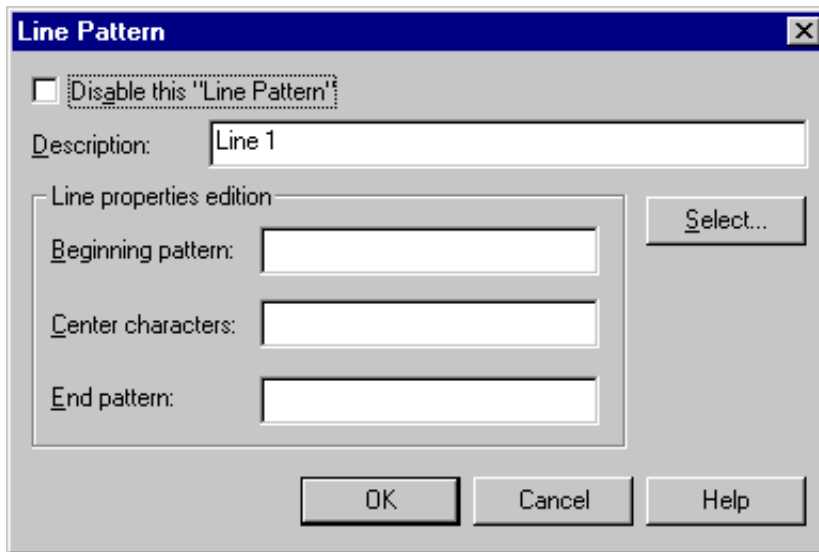 Line Pattern
Disable this "Line Pattern"
Description: Line 1
Line properties edition
Select...
Beginning pattern:
Center characters:
End pattern:
OK Cancel Help